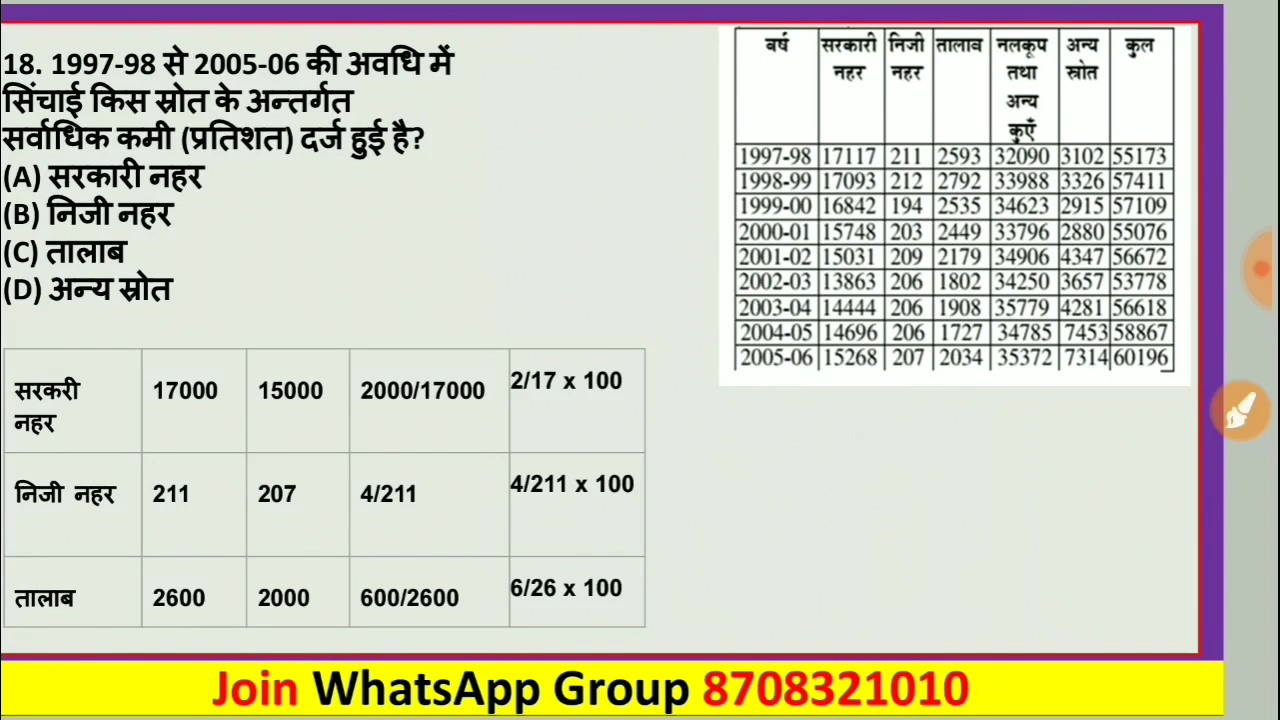 18. 1997-98 से 2005-06 की अवधि में
सिंचाई किस स्रोत के अन्तर्गत
सर्वाधिक कमी (प्रतिशत) दर्ज हुई है?
(A) सरकारी नहर
(B) निजी नहर
(C) तालाब
(D) अन्य स्रोत
वर्ष सरकारी नहर निजी नहर तालाब नलकूप तथा अन्य कुएँ अन्य स्रोत कुल
1997-98 17117 211 2593 32090 3102 55173
1998-99 17093 212 2792 33988 3326 57411
1999-00 16842 194 2535 34623 2915 57109
2000-01 15748 203 2449 33796 2880 55076
2001-02 15031 209 2179 34906 4347 56672
2002-03 13863 206 1802 34250 3657 53778
2003-04 14444 206 1908 35779 4281 56618
2004-05 14696 206 1727 34785 7453 58867
2005-06 15268 207 2034 35372 7314 60196
सरकरी नहर 17000 15000 2000/17000 2/17 x 100
निजी नहर 211 207 4/211 4/211 x 100
तालाब 2600 2000 600/2600 6/26 x 100
Join WhatsApp Group 8708321010